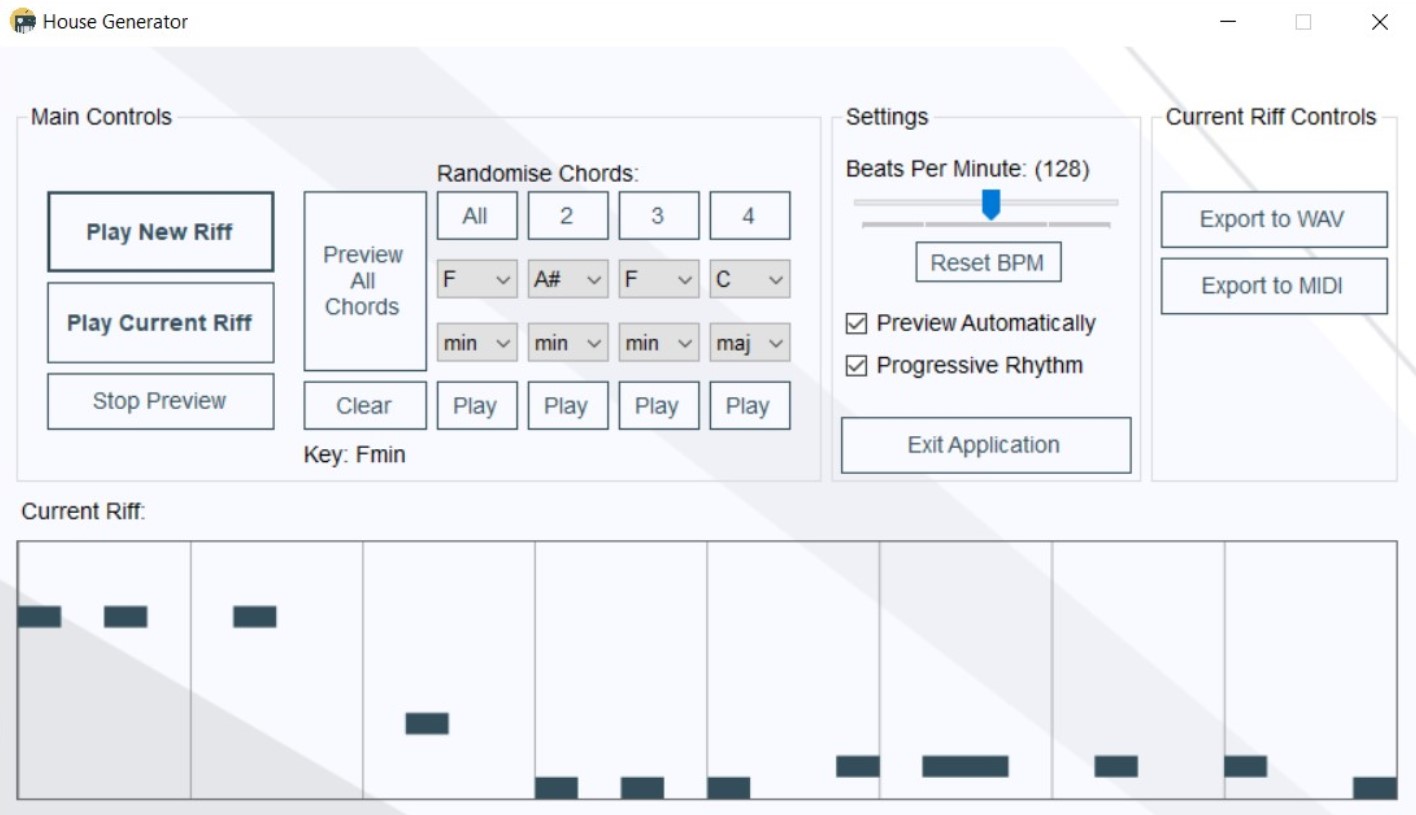 House Generator
Main Controls
Play New Riff
Play Current Riff
Stop Preview
Preview
All
Chords
Clear
Key: Fmin
Randomise Chords:
All 2 3 4
F A# F C
min min min maj
Play Play Play Play
Settings
Beats Per Minute: (128)
Reset BPM
Preview Automatically
Progressive Rhythm
Exit Application
Current Riff Controls
Export to WAV
Export to MIDI
Current Riff: